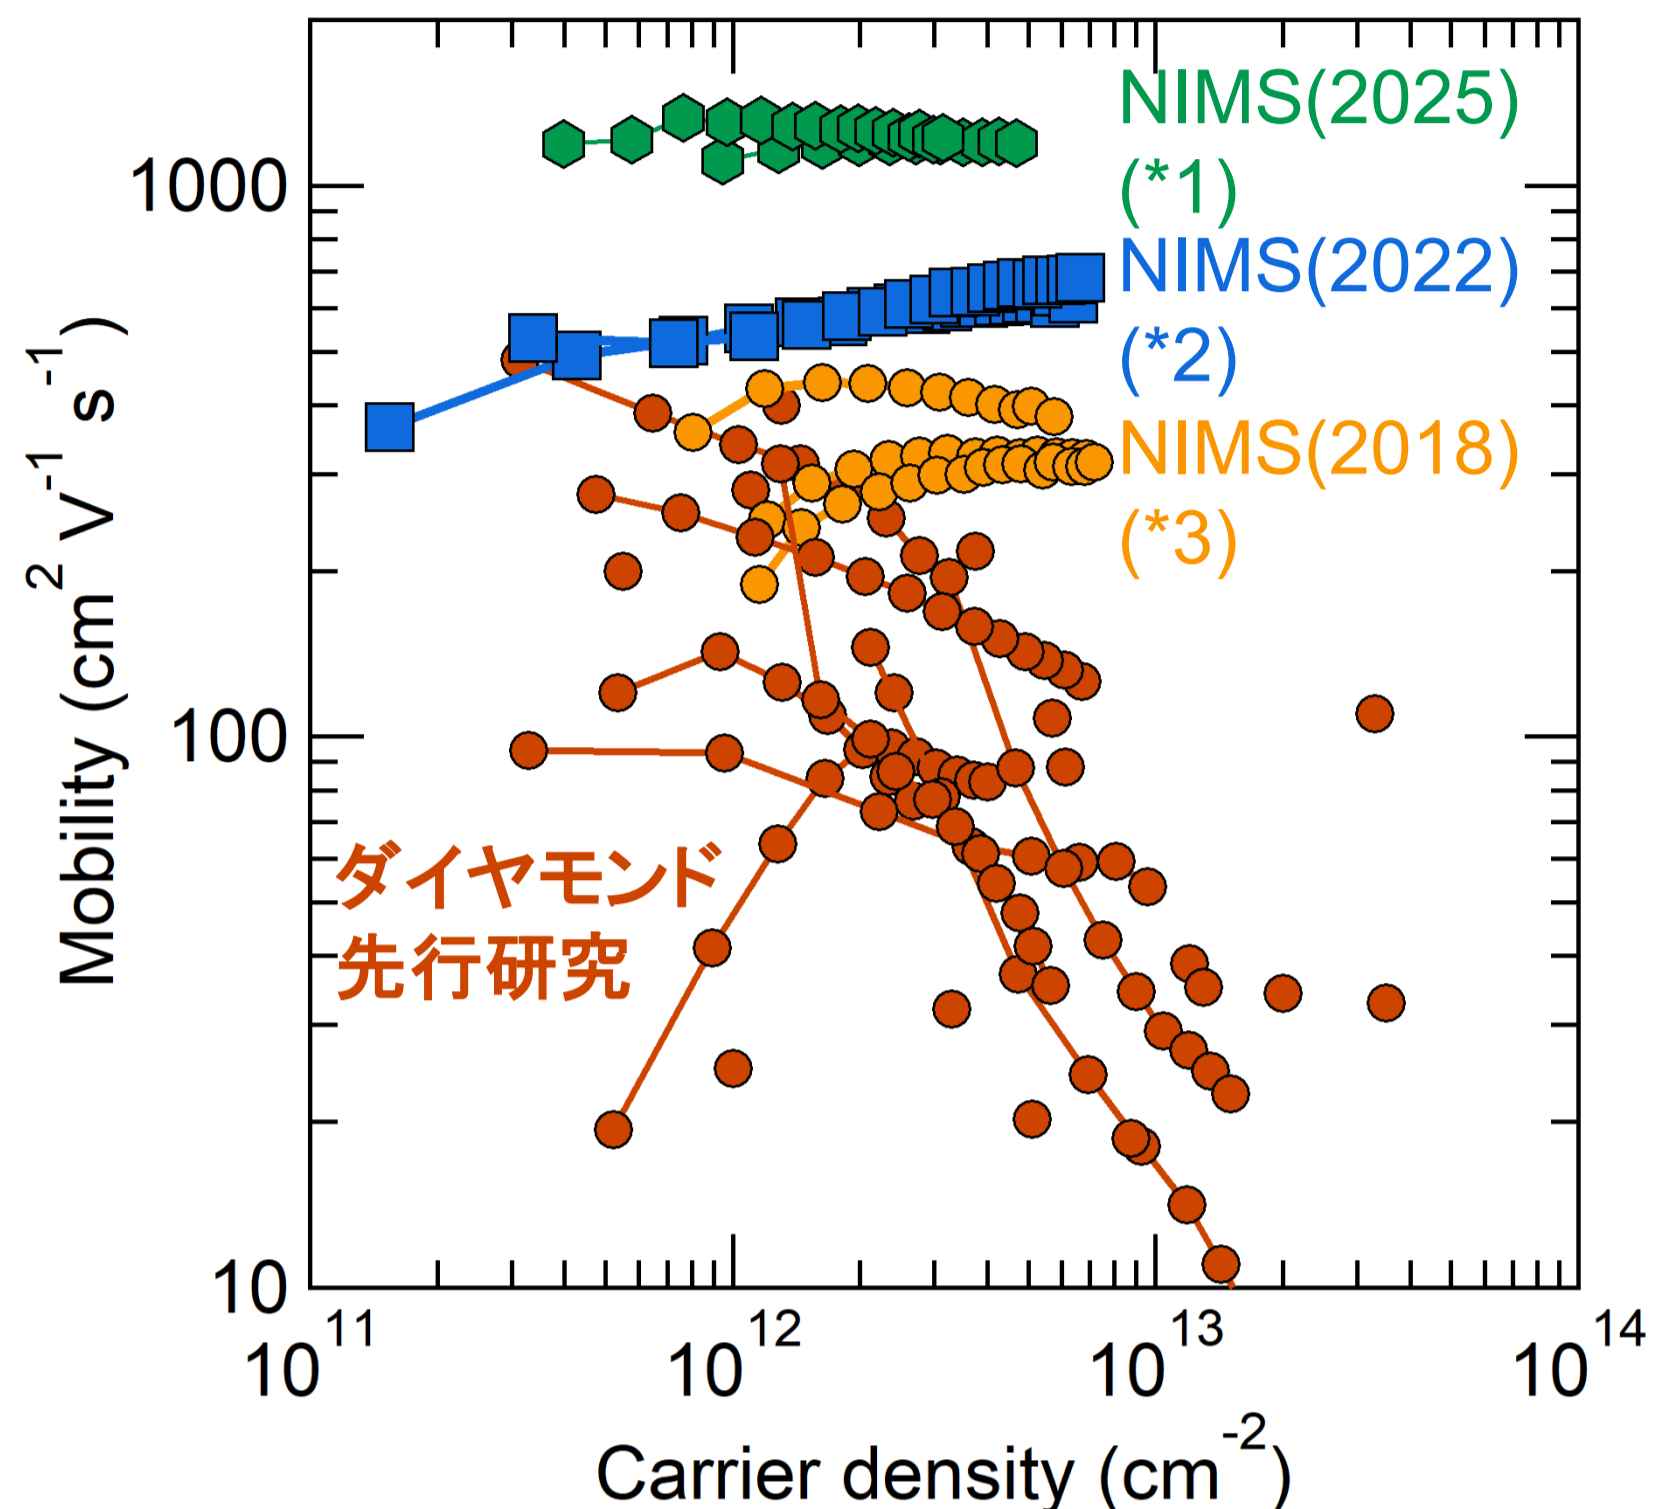 NIMS(2025)
(*1)
NIMS(2022)
(*2)
NIMS(2018)
(*3)
ダイヤモンド
先行研究
Mobility (cm² V⁻¹ s⁻¹)
1000
100
10
10¹¹
10¹²
10¹³
10¹⁴
Carrier density (cm⁻²)